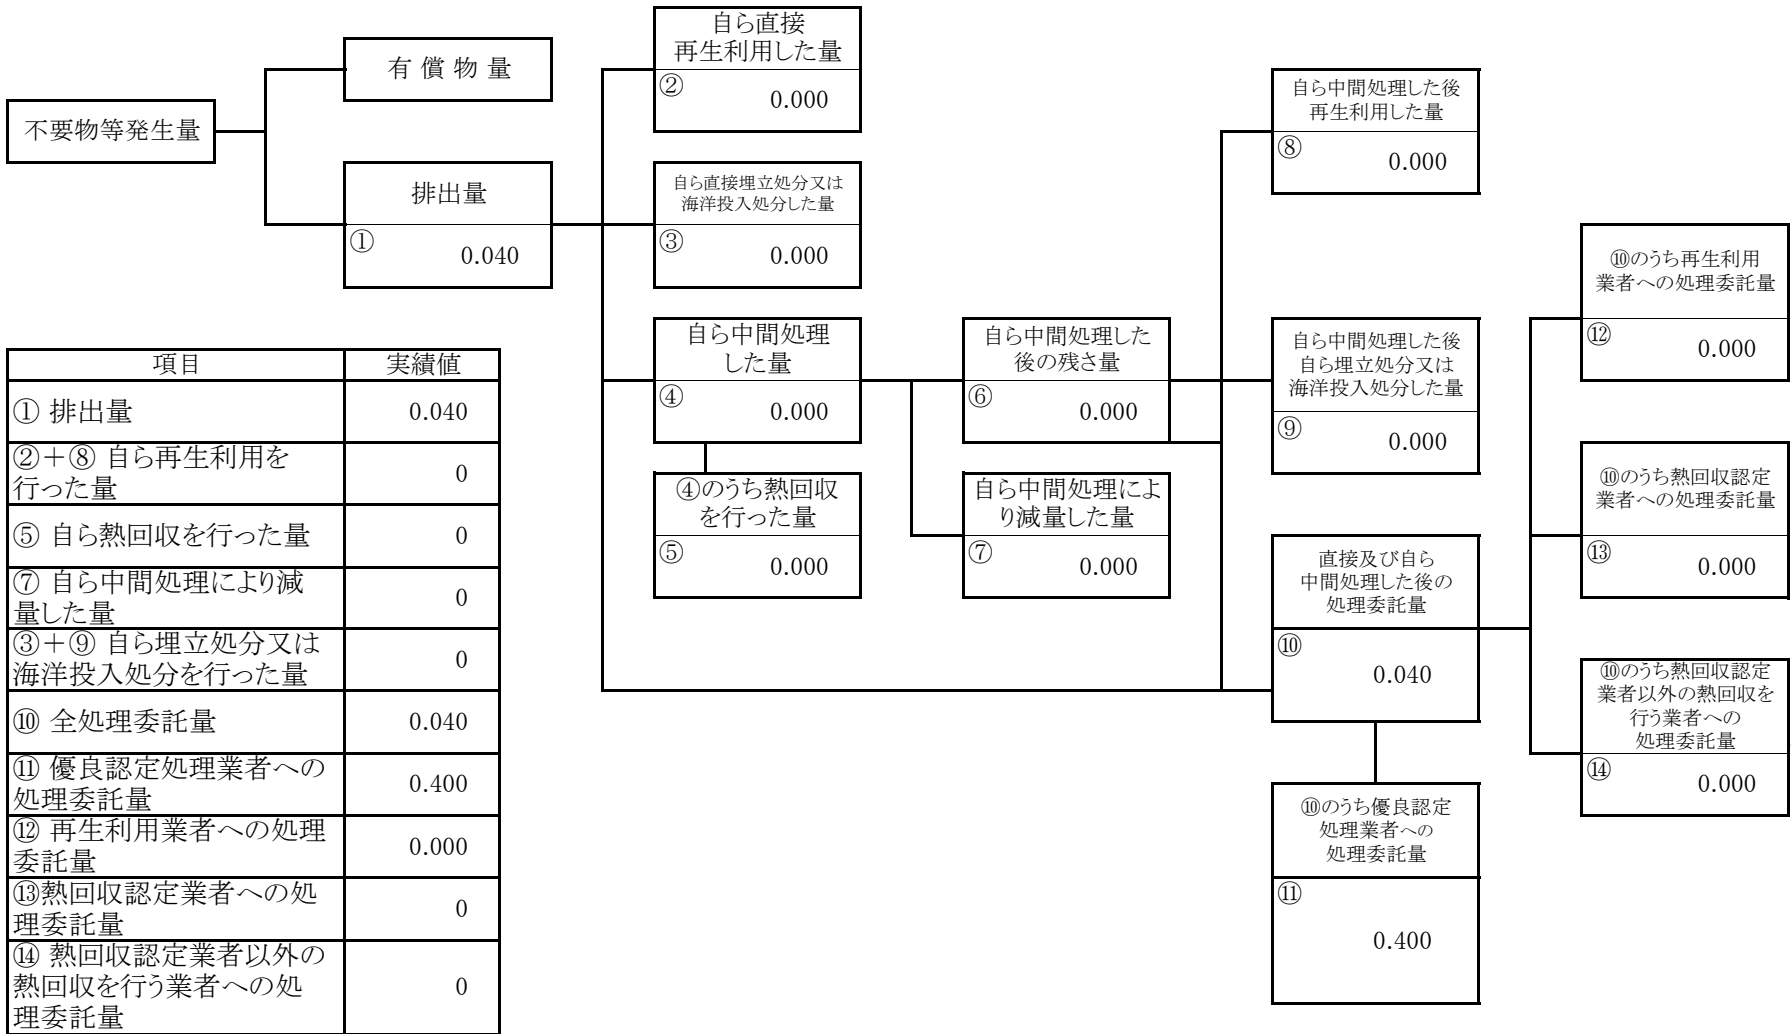 不要物等発生量
有 償 物 量
排出量
①
0.040
自ら直接
再生利用した量
②
0.000
自ら直接埋立処分又は
海洋投入処分した量
③
0.000
自ら中間処理
した量
④
0.000
④のうち熱回収
を行った量
⑤
0.000
自ら中間処理した
後の残さ量
⑥
0.000
自ら中間処理によ
り減量した量
⑦
0.000
自ら中間処理した後
再生利用した量
⑧
0.000
自ら中間処理した後
自ら埋立処分又は
海洋投入処分した量
⑨
0.000
直接及び自ら
中間処理した後の
処理委託量
⑩
0.040
⑩のうち優良認定
処理業者への
処理委託量
⑪
0.400
⑩のうち再生利用
業者への処理委託量
⑫
0.000
⑩のうち熱回収認定
業者への処理委託量
⑬
0.000
⑩のうち熱回収認定
業者以外の熱回収を
行う業者への
処理委託量
⑭
0.000
項目 実績値
① 排出量 0.040
②＋⑧ 自ら再生利用を
行った量 0
⑤ 自ら熱回収を行った量 0
⑦ 自ら中間処理により減
量した量 0
③＋⑨ 自ら埋立処分又は
海洋投入処分を行った量 0
⑩ 全処理委託量 0.040
⑪ 優良認定処理業者への
処理委託量 0.400
⑫ 再生利用業者への処理
委託量 0.000
⑬熱回収認定業者への処
理委託量 0
⑭ 熱回収認定業者以外の
熱回収を行う業者への処
理委託量 0